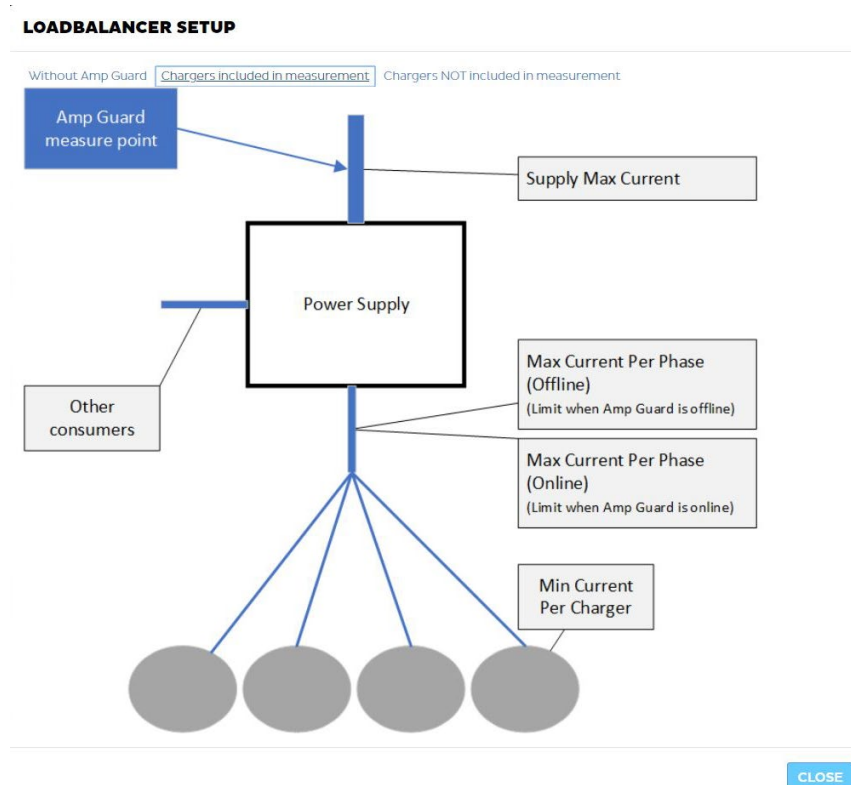 LOADBALANCER SETUP
Without Amp Guard Chargers included in measurement Chargers NOT included in measurement
Amp Guard
measure point
Supply Max Current
Power Supply
Max Current Per Phase
(Offline)
(Limit when Amp Guard is offline)
Other
consumers
Max Current Per Phase
(Online)
(Limit when Amp Guard is online)
Min Current
Per Charger
CLOSE